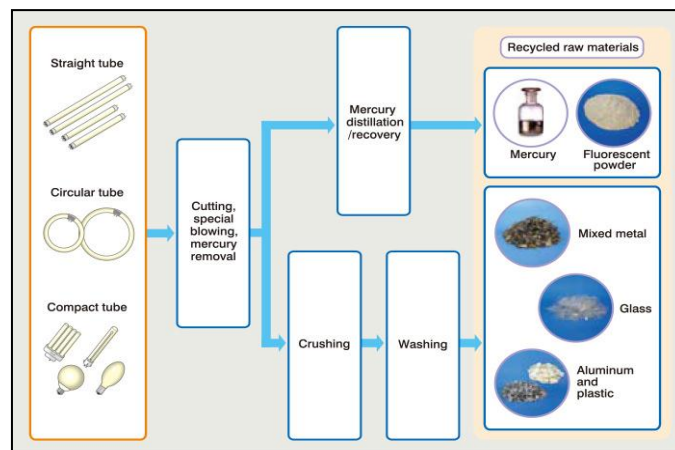 Straight tube
Circular tube
Compact tube
Cutting,
special
blowing,
mercury
removal
Mercury
distillation
/recovery
Crushing
Washing
Recycled raw materials
Mercury
Fluorescent
powder
Mixed metal
Glass
Aluminum
and
plastic